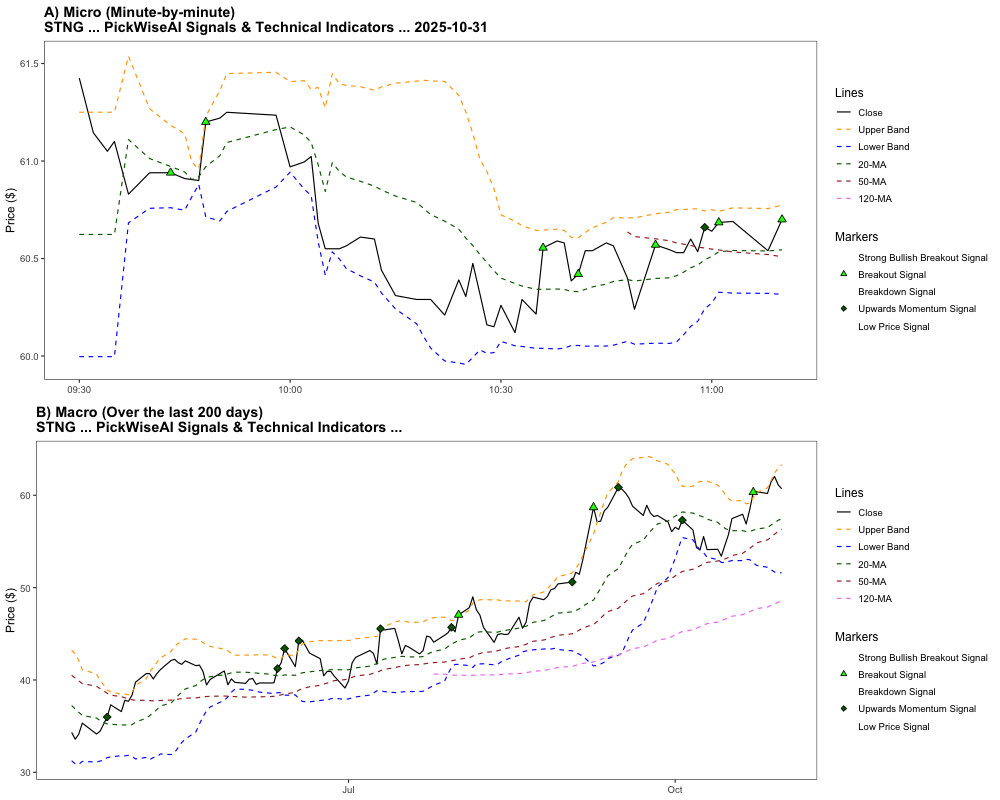 A) Micro (Minute-by-minute)
STNG ... PickWiseAI Signals & Technical Indicators ... 2025-10-31
Price ($)
61.5
61.0
60.5
60.0
09:30
10:00
10:30
11:00
Lines
Close
Upper Band
Lower Band
20-MA
50-MA
120-MA
Markers
Strong Bullish Breakout Signal
Breakout Signal
Breakdown Signal
Upwards Momentum Signal
Low Price Signal
B) Macro (Over the last 200 days)
STNG ... PickWiseAI Signals & Technical Indicators ...
Price ($)
60
50
40
30
Jul
Oct
Lines
Close
Upper Band
Lower Band
20-MA
50-MA
120-MA
Markers
Strong Bullish Breakout Signal
Breakout Signal
Breakdown Signal
Upwards Momentum Signal
Low Price Signal